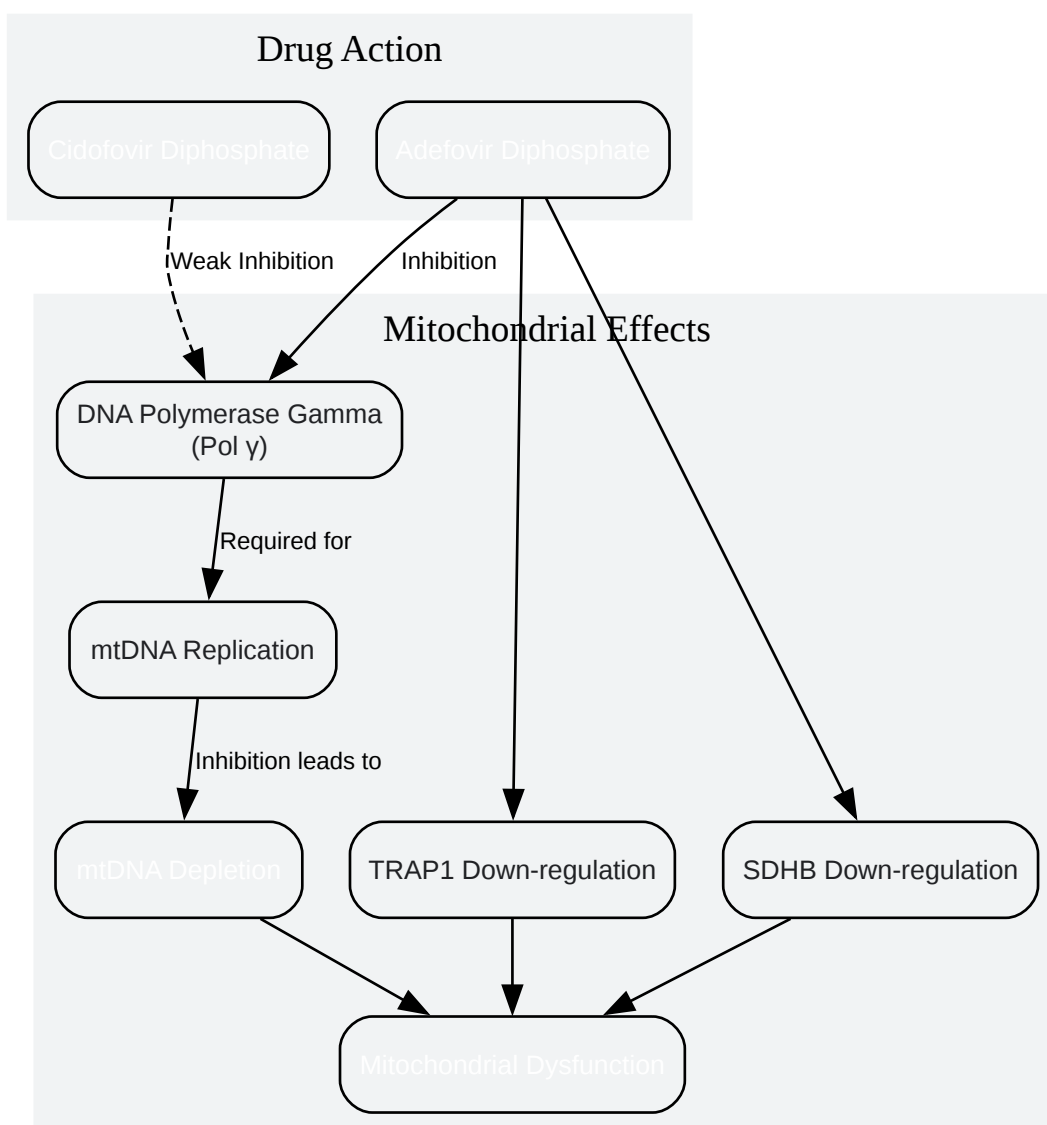 Drug Action
Cidofovir Diphosphate
Adefovir Diphosphate
Weak Inhibition
Inhibition
Mitochondrial Effects
DNA Polymerase Gamma
(Pol γ)
Required for
mtDNA Replication
Inhibition leads to
mtDNA Depletion
TRAP1 Down-regulation
SDHB Down-regulation
Mitochondrial Dysfunction